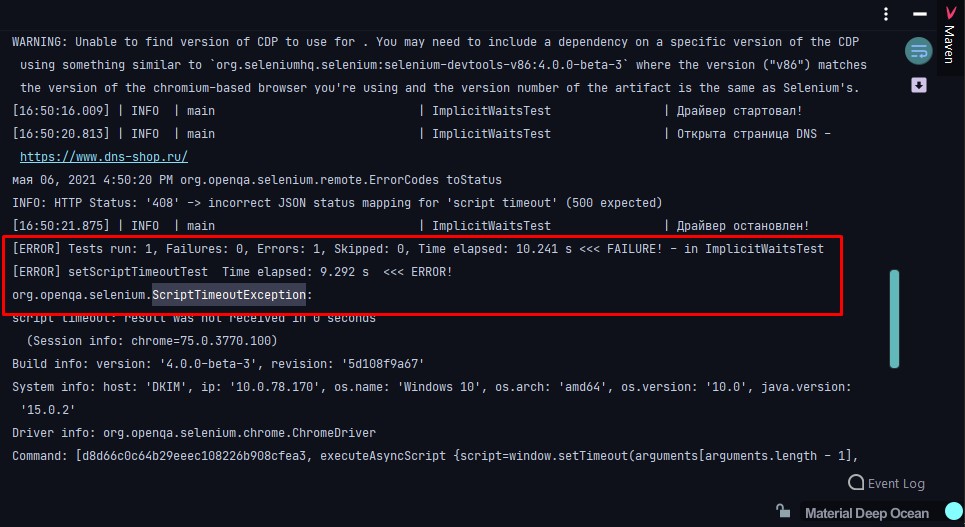 Maven
WARNING: Unable to find version of CDP to use for . You may need to include a dependency on a specific version of the CDP
using something similar to `org.seleniumhq.selenium:selenium-devtools-v86:4.0.0-beta-3` where the version ("v86") matches
the version of the chromium-based browser you're using and the version number of the artifact is the same as Selenium's.
[16:50:16.009] | INFO | main | ImplicitWaitsTest | Драйвер стартовал!
[16:50:20.813] | INFO | main | ImplicitWaitsTest | Открыта страница DNS -
https://www.dns-shop.ru/
мая 06, 2021 4:50:20 PM org.openqa.selenium.remote.ErrorCodes toStatus
INFO: HTTP Status: '408' -> incorrect JSON status mapping for 'script timeout' (500 expected)
[16:50:21.875] | INFO | main | ImplicitWaitsTest | Драйвер остановлен!
[ERROR] Tests run: 1, Failures: 0, Errors: 1, Skipped: 0, Time elapsed: 10.241 s <<< FAILURE! - in ImplicitWaitsTest
[ERROR] setScriptTimeoutTest Time elapsed: 9.292 s <<< ERROR!
org.openqa.selenium.ScriptTimeoutException:
script timeout: result was not received in 0 seconds
(Session info: chrome=75.0.3770.100)
Build info: version: '4.0.0-beta-3', revision: '5d108f9a67'
System info: host: 'DKIM', ip: '10.0.78.170', os.name: 'Windows 10', os.arch: 'amd64', os.version: '10.0', java.version:
'15.0.2'
Driver info: org.openqa.selenium.chrome.ChromeDriver
Command: [d8d66c0c64b29eeec108226b908cfea3, executeAsyncScript {script=window.setTimeout(arguments[arguments.length - 1],
Event Log
Material Deep Ocean